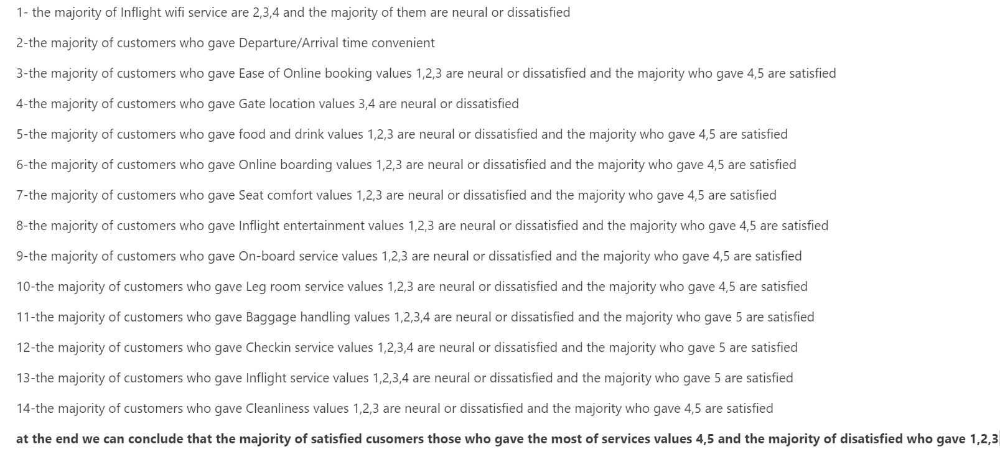 1- the majority of Inflight wifi service are 2,3,4 and the majority of them are neural or dissatisfied
2-the majority of customers who gave Departure/Arrival time convenient
3-the majority of customers who gave Ease of Online booking values 1,2,3 are neural or dissatisfied and the majority who gave 4,5 are satisfied
4-the majority of customers who gave Gate location values 3,4 are neural or dissatisfied
5-the majority of customers who gave food and drink values 1,2,3 are neural or dissatisfied and the majority who gave 4,5 are satisfied
6-the majority of customers who gave Online boarding values 1,2,3 are neural or dissatisfied and the majority who gave 4,5 are satisfied
7-the majority of customers who gave Seat comfort values 1,2,3 are neural or dissatisfied and the majority who gave 4,5 are satisfied
8-the majority of customers who gave Inflight entertainment values 1,2,3 are neural or dissatisfied and the majority who gave 4,5 are satisfied
9-the majority of customers who gave On-board service values 1,2,3 are neural or dissatisfied and the majority who gave 4,5 are satisfied
10-the majority of customers who gave Leg room service values 1,2,3 are neural or dissatisfied and the majority who gave 4,5 are satisfied
11-the majority of customers who gave Baggage handling values 1,2,3,4 are neural or dissatisfied and the majority who gave 5 are satisfied
12-the majority of customers who gave Checkin service values 1,2,3,4 are neural or dissatisfied and the majority who gave 5 are satisfied
13-the majority of customers who gave Inflight service values 1,2,3,4 are neural or dissatisfied and the majority who gave 5 are satisfied
14-the majority of customers who gave Cleanliness values 1,2,3 are neural or dissatisfied and the majority who gave 4,5 are satisfied
at the end we can conclude that the majority of satisfied cusomers those who gave the most of services values 4,5 and the majority of disatisfied who gave 1,2,3